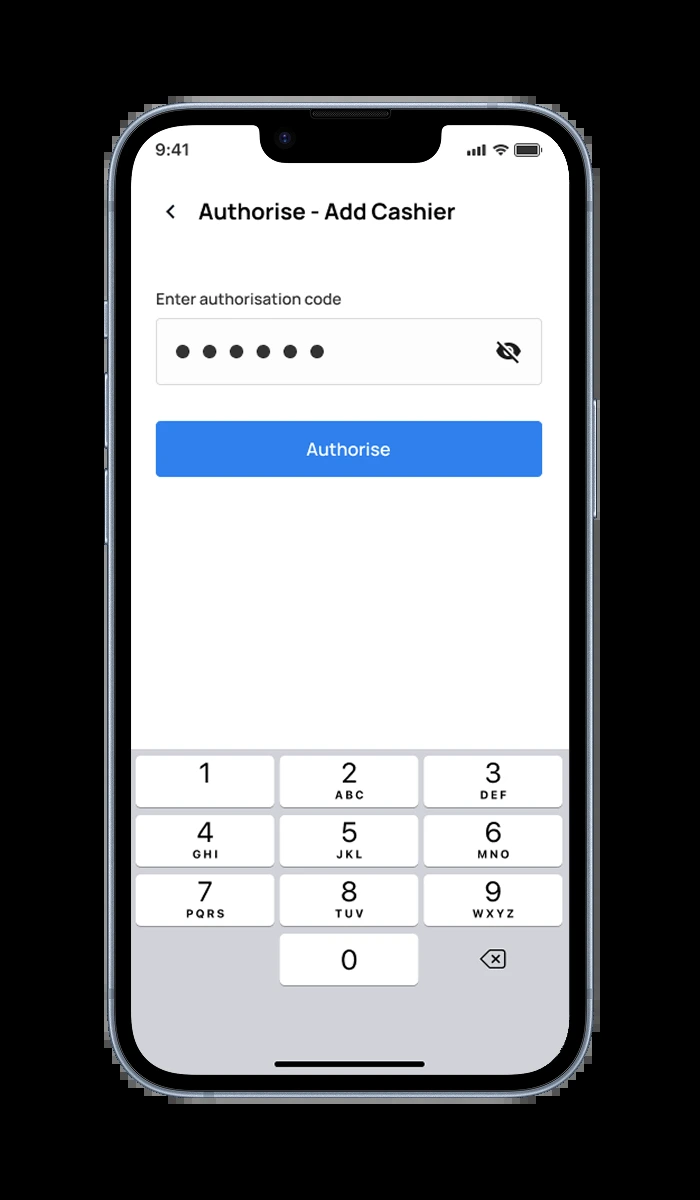 9:41
Authorise - Add Cashier
Enter authorisation code
Authorise
1 2 3
ABC DEF
4 5 6
GHI JKL MNO
7 8 9
PQRS TUV WXYZ
0